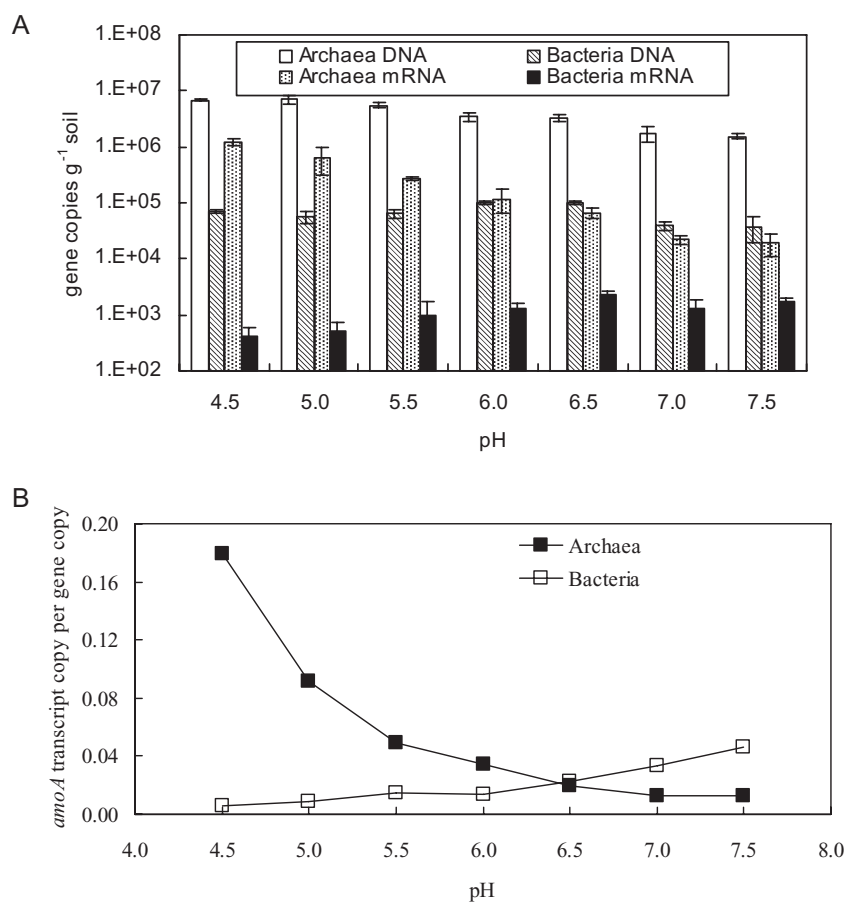 A
1.E+08
1.E+07
1.E+06
1.E+05
1.E+04
1.E+03
1.E+02
gene copies g⁻¹ soil
Archaea DNA Bacteria DNA
Archaea mRNA Bacteria mRNA
4.5 5.0 5.5 6.0 6.5 7.0 7.5
pH
B
0.20
0.16
0.12
0.08
0.04
0.00
amoA transcript copy per gene copy
Archaea
Bacteria
4.0 4.5 5.0 5.5 6.0 6.5 7.0 7.5 8.0
pH